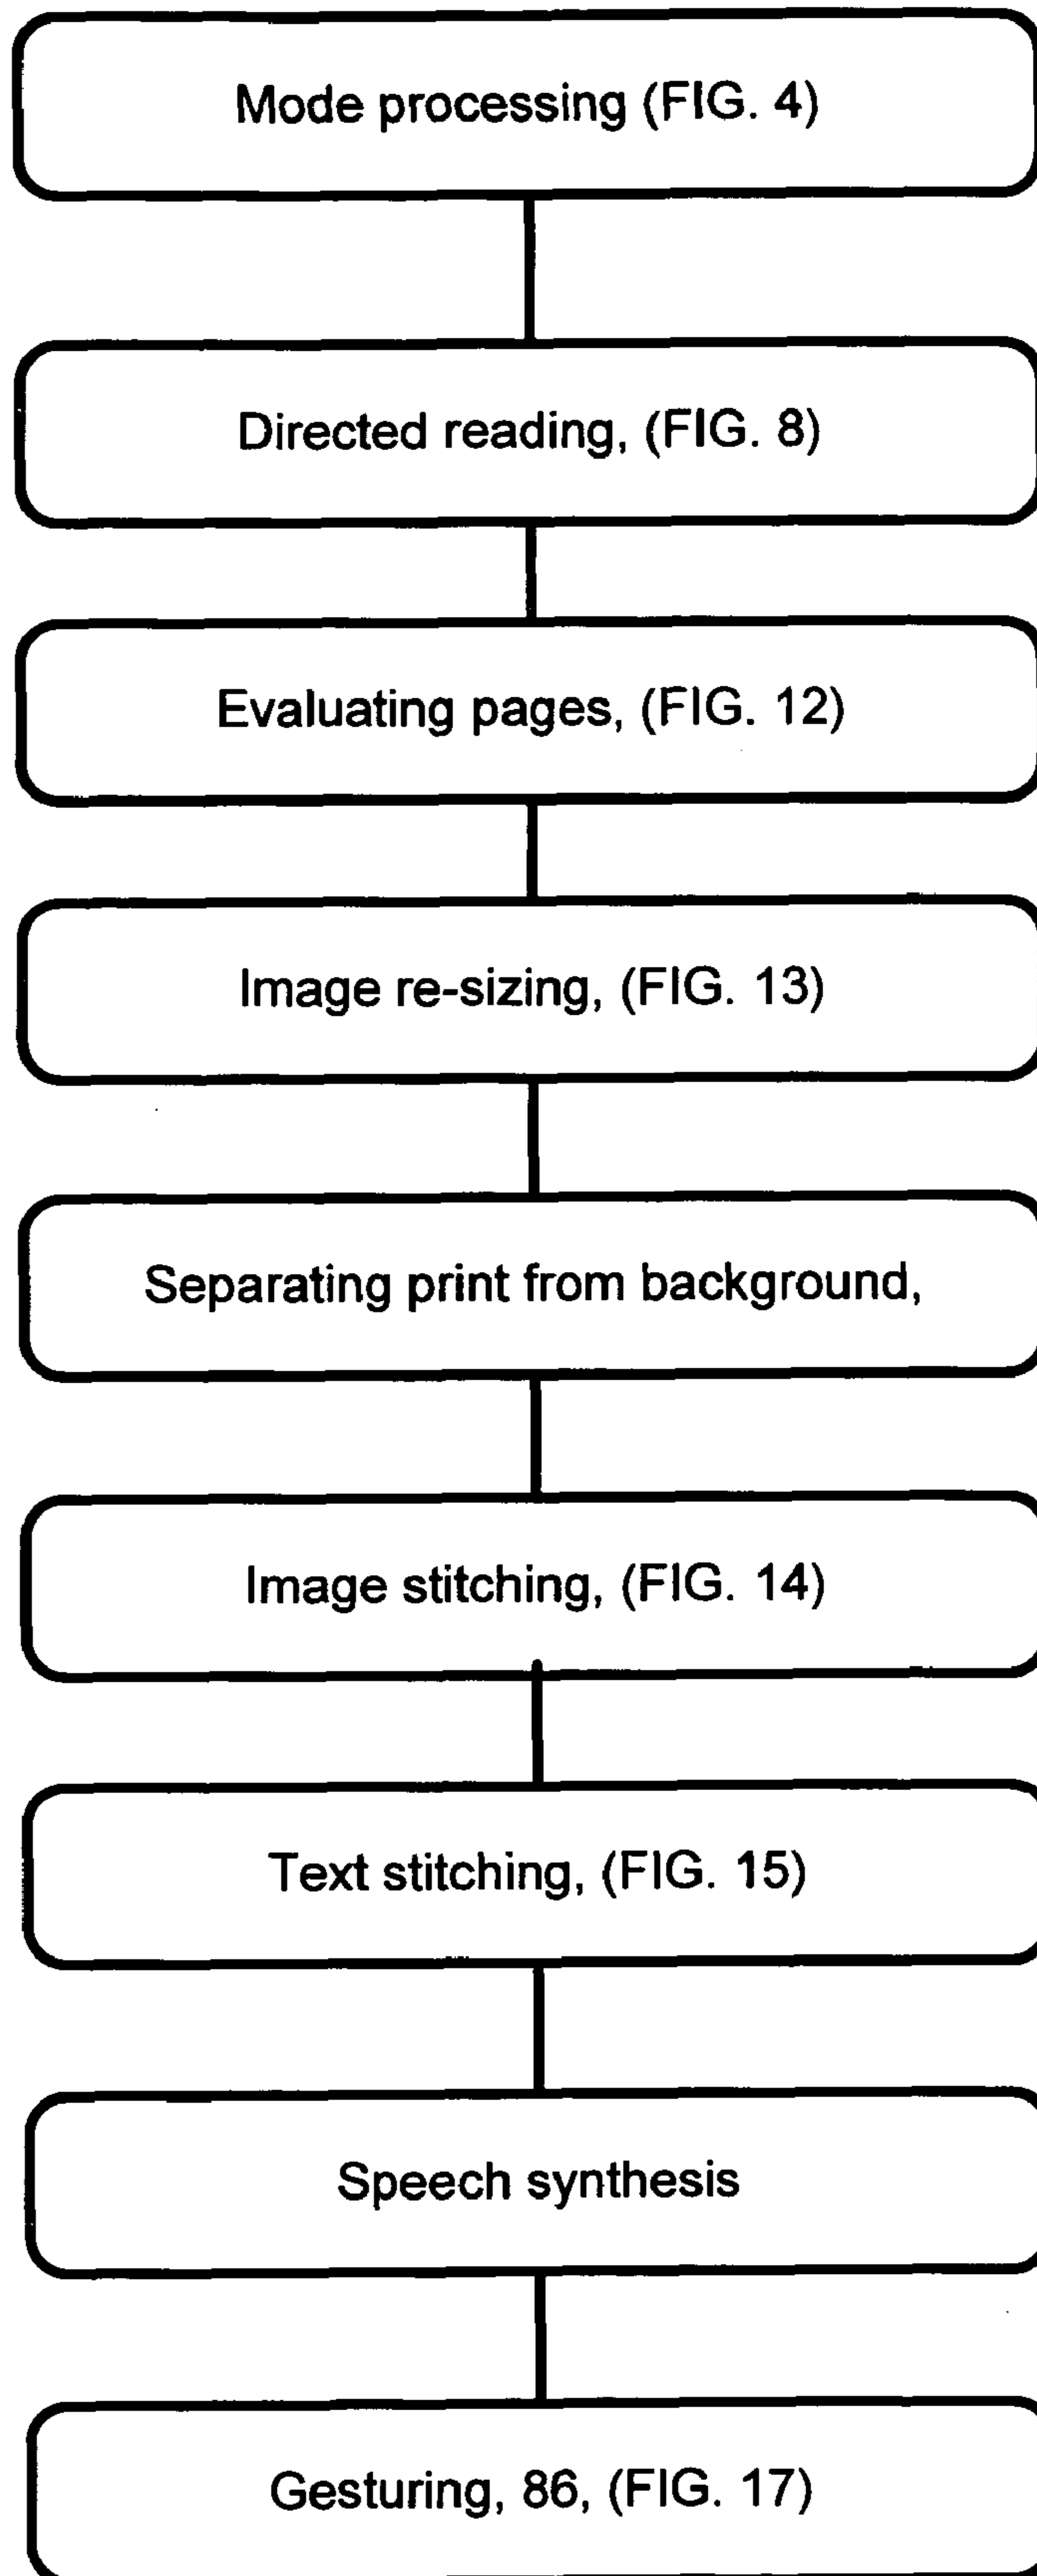 Mode processing (FIG. 4)
Directed reading, (FIG. 8)
Evaluating pages, (FIG. 12)
Image re-sizing, (FIG. 13)
Separating print from background,
Image stitching, (FIG. 14)
Text stitching, (FIG. 15)
Speech synthesis
Gesturing, 86, (FIG. 17)